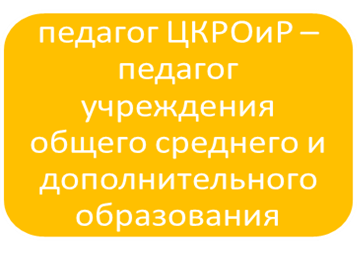 педагог ЦКРОиР –
педагог
учреждения
общего среднего и
дополнительного
образования